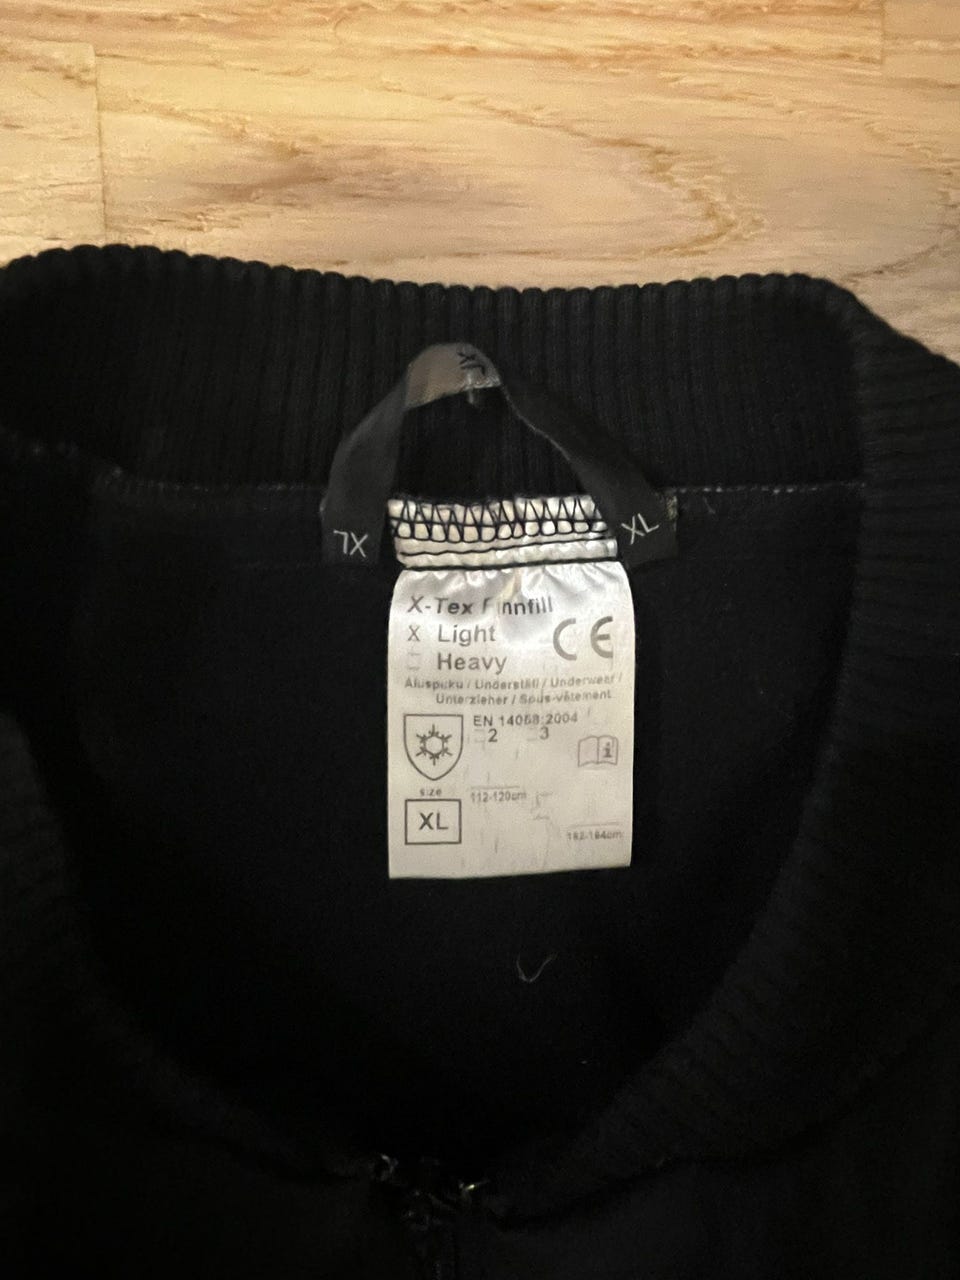 XL
XL
XL
X-Tex Finnfill
X Light
Heavy
CE
Aluspuku / Underställ / Underwear /
Unterzieher / Sous-vêtement
EN 14058:2004
2 3
i
size
112-120cm
XL
182-184cm